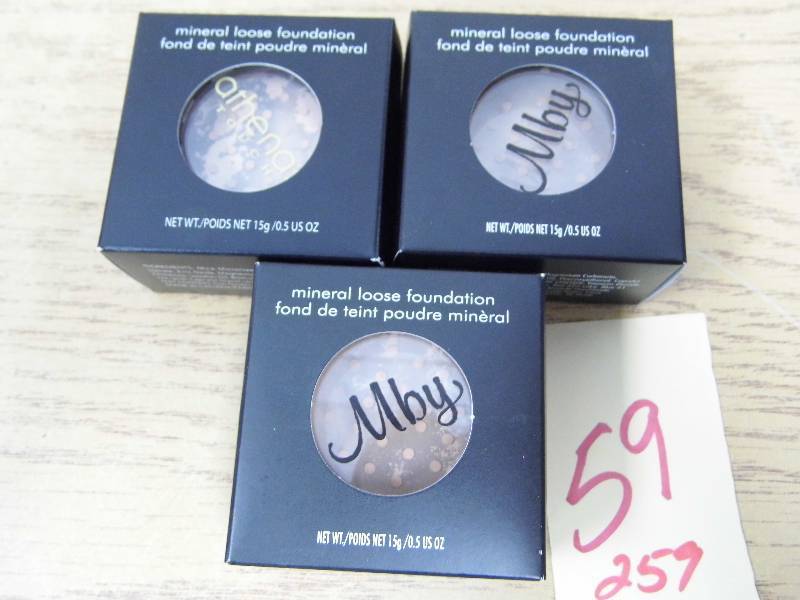 mineral loose foundation
fond de teint poudre minèral
athena
NET WT./POIDS NET 15g /0.5 US OZ
mineral loose foundation
fond de teint poudre minèral
Mby
NET WT./POIDS NET 15g /0.5 US OZ
mineral loose foundation
fond de teint poudre minèral
Mby
NET WT./POIDS NET 15g /0.5 US OZ
59
259